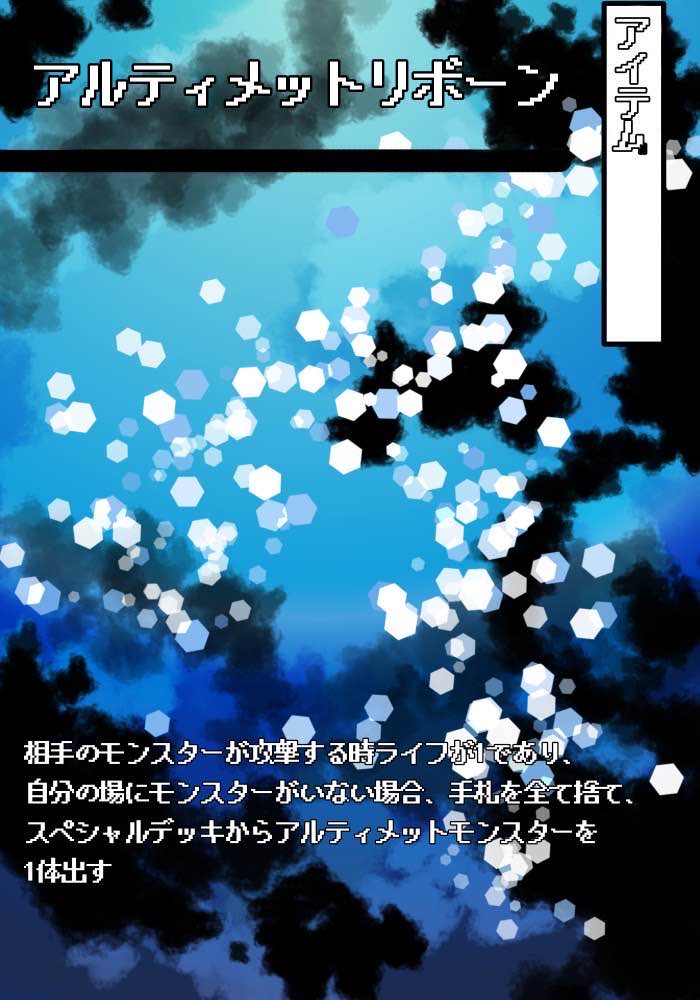 アルティメットリボーン
アイテム
相手のモンスターが攻撃する時ライフが1であり、
自分の場にモンスターがいない場合、手札を全て捨て、
スペシャルデッキからアルティメットモンスターを
1体出す